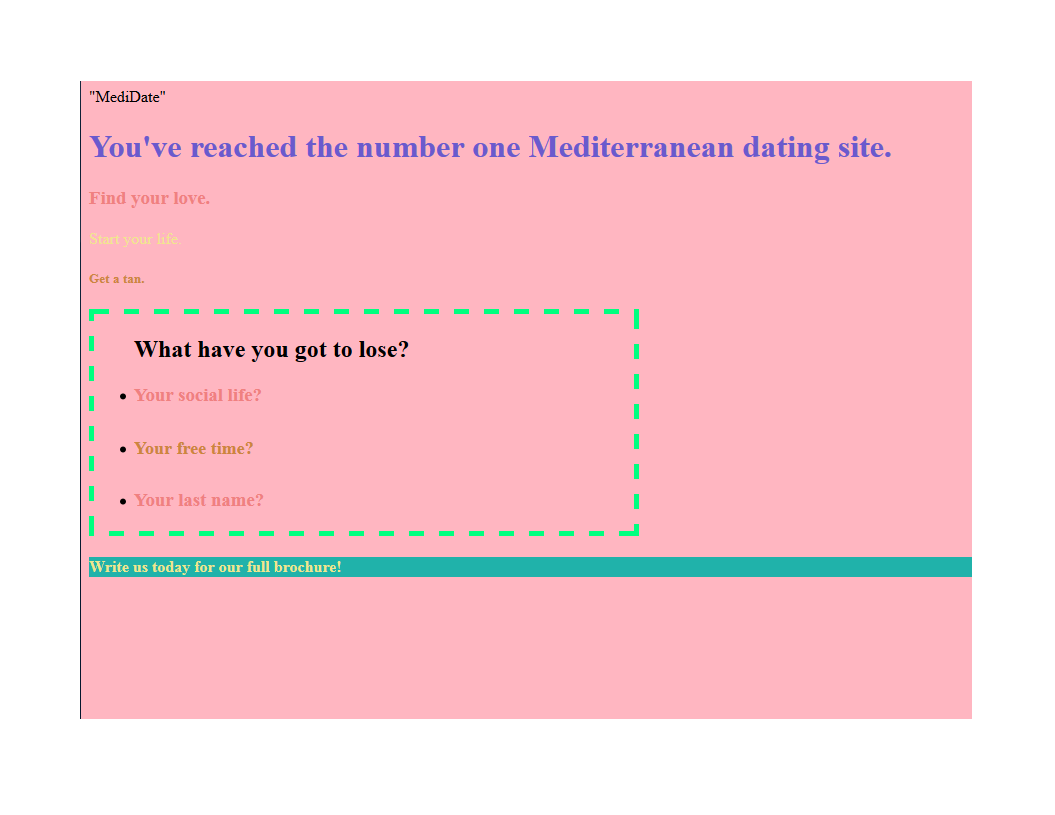 "MediDate"
You've reached the number one Mediterranean dating site.
Find your love.
Start your life.
Get a tan.
What have you got to lose?
Your social life?
Your free time?
Your last name?
Write us today for our full brochure!